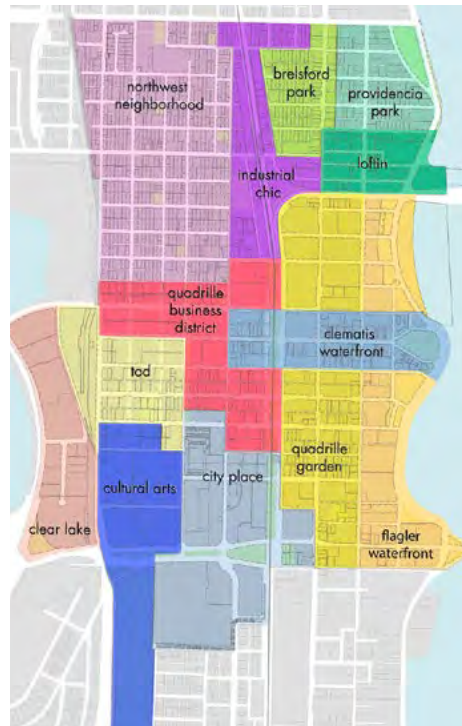 northwest
neighborhood
brelsford
park
providencia
park
loftin
industrial
chic
quadrille
business
district
clematis
waterfront
tod
quadrille
garden
cultural arts
city place
clear lake
flagler
waterfront